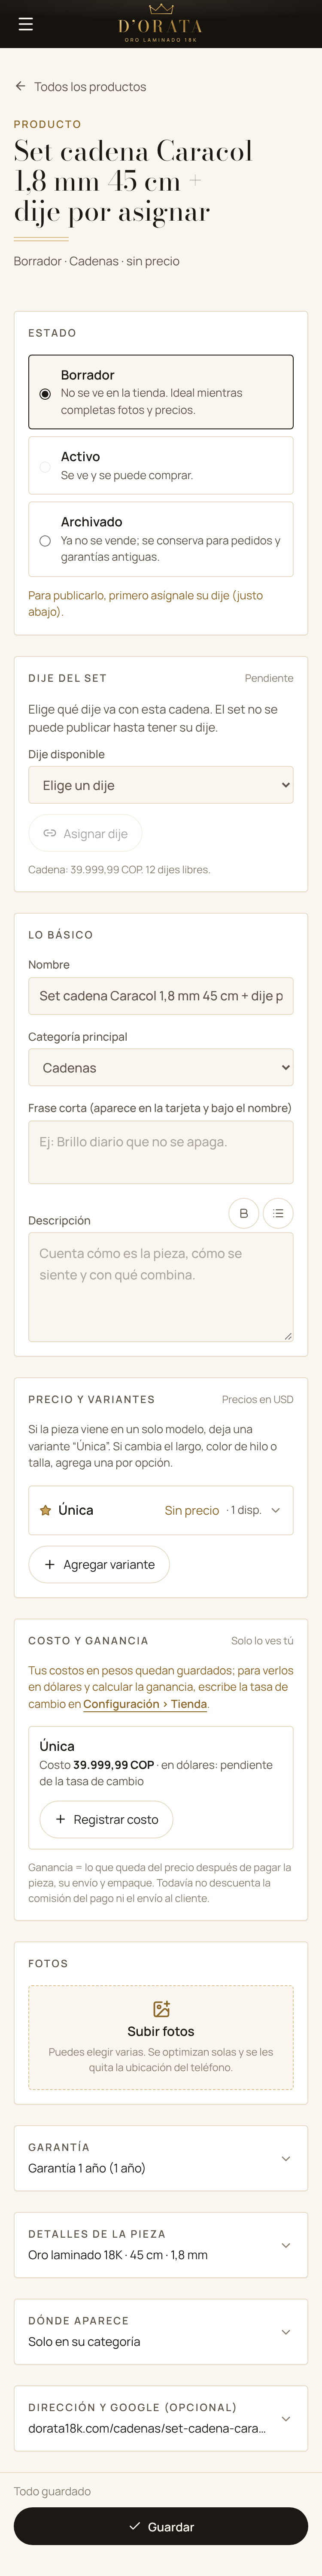 D'ORATA
ORO LAMINADO 18K
Todos los productos
PRODUCTO
Set cadena Caracol
1,8 mm 45 cm +
dije por asignar
Borrador · Cadenas · sin precio
ESTADO
Borrador
No se ve en la tienda. Ideal mientras
completas fotos y precios.
Activo
Se ve y se puede comprar.
Archivado
Ya no se vende; se conserva para pedidos y
garantías antiguas.
Para publicarlo, primero asígnale su dije (justo
abajo).
DIJE DEL SET Pendiente
Elige qué dije va con esta cadena. El set no se
puede publicar hasta tener su dije.
Dije disponible
Elige un dije
Asignar dije
Cadena: 39.999,99 COP. 12 dijes libres.
LO BÁSICO
Nombre
Set cadena Caracol 1,8 mm 45 cm + dije p
Categoría principal
Cadenas
Frase corta (aparece en la tarjeta y bajo el nombre)
Ej: Brillo diario que no se apaga.
Descripción B
Cuenta cómo es la pieza, cómo se
siente y con qué combina.
PRECIO Y VARIANTES Precios en USD
Si la pieza viene en un solo modelo, deja una
variante “Única”. Si cambia el largo, color de hilo o
talla, agrega una por opción.
Única Sin precio · 1 disp.
Agregar variante
COSTO Y GANANCIA Solo lo ves tú
Tus costos en pesos quedan guardados; para verlos
en dólares y calcular la ganancia, escribe la tasa de
cambio en Configuración > Tienda.
Única
Costo 39.999,99 COP · en dólares: pendiente
de la tasa de cambio
Registrar costo
Ganancia = lo que queda del precio después de pagar la
pieza, su envío y empaque. Todavía no descuenta la
comisión del pago ni el envío al cliente.
FOTOS
Subir fotos
Puedes elegir varias. Se optimizan solas y se les
quita la ubicación del teléfono.
GARANTÍA
Garantía 1 año (1 año)
DETALLES DE LA PIEZA
Oro laminado 18K · 45 cm · 1,8 mm
DÓNDE APARECE
Solo en su categoría
DIRECCIÓN Y GOOGLE (OPCIONAL)
dorata18k.com/cadenas/set-cadena-cara...
Todo guardado
Guardar